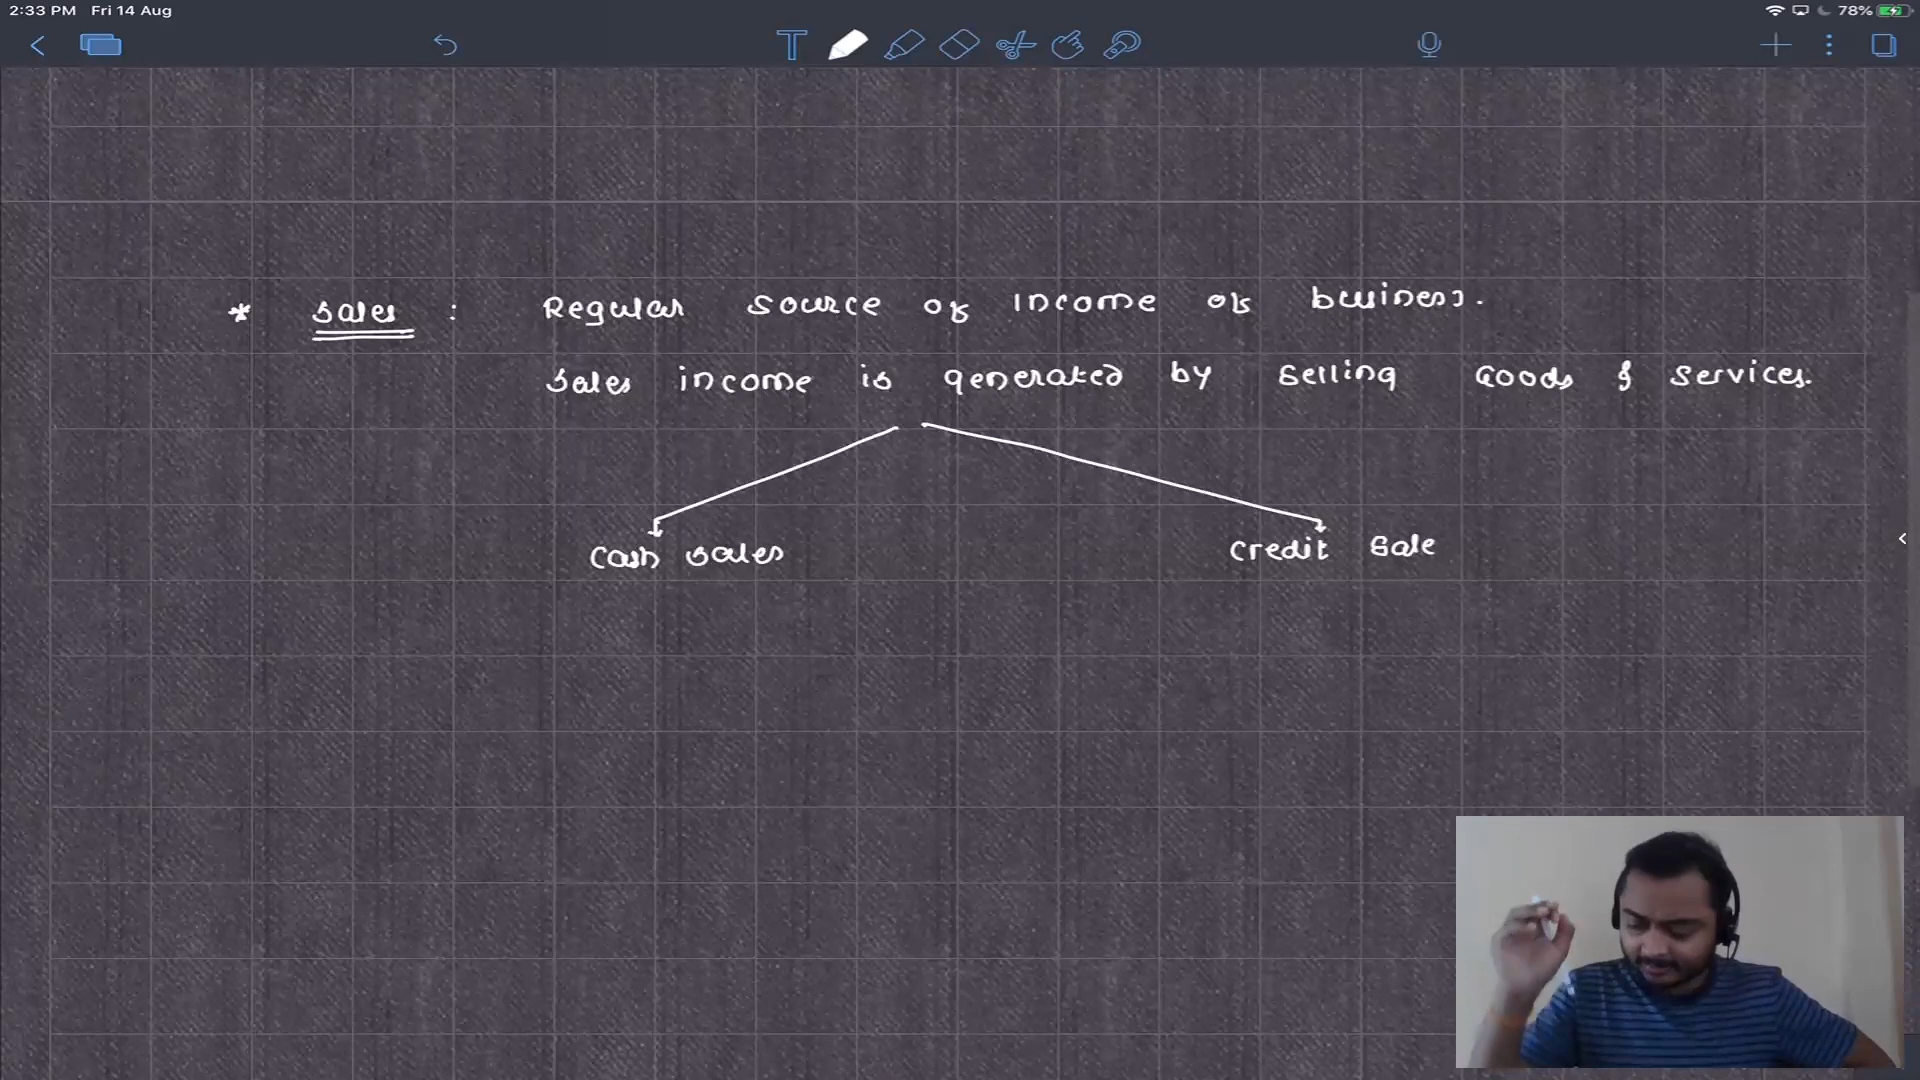 2:33 PM Fri 14 Aug 78%
* Sales : Regular source of income of business.
Sales income is generated by selling Goods & services.
Cash sales Credit Sale